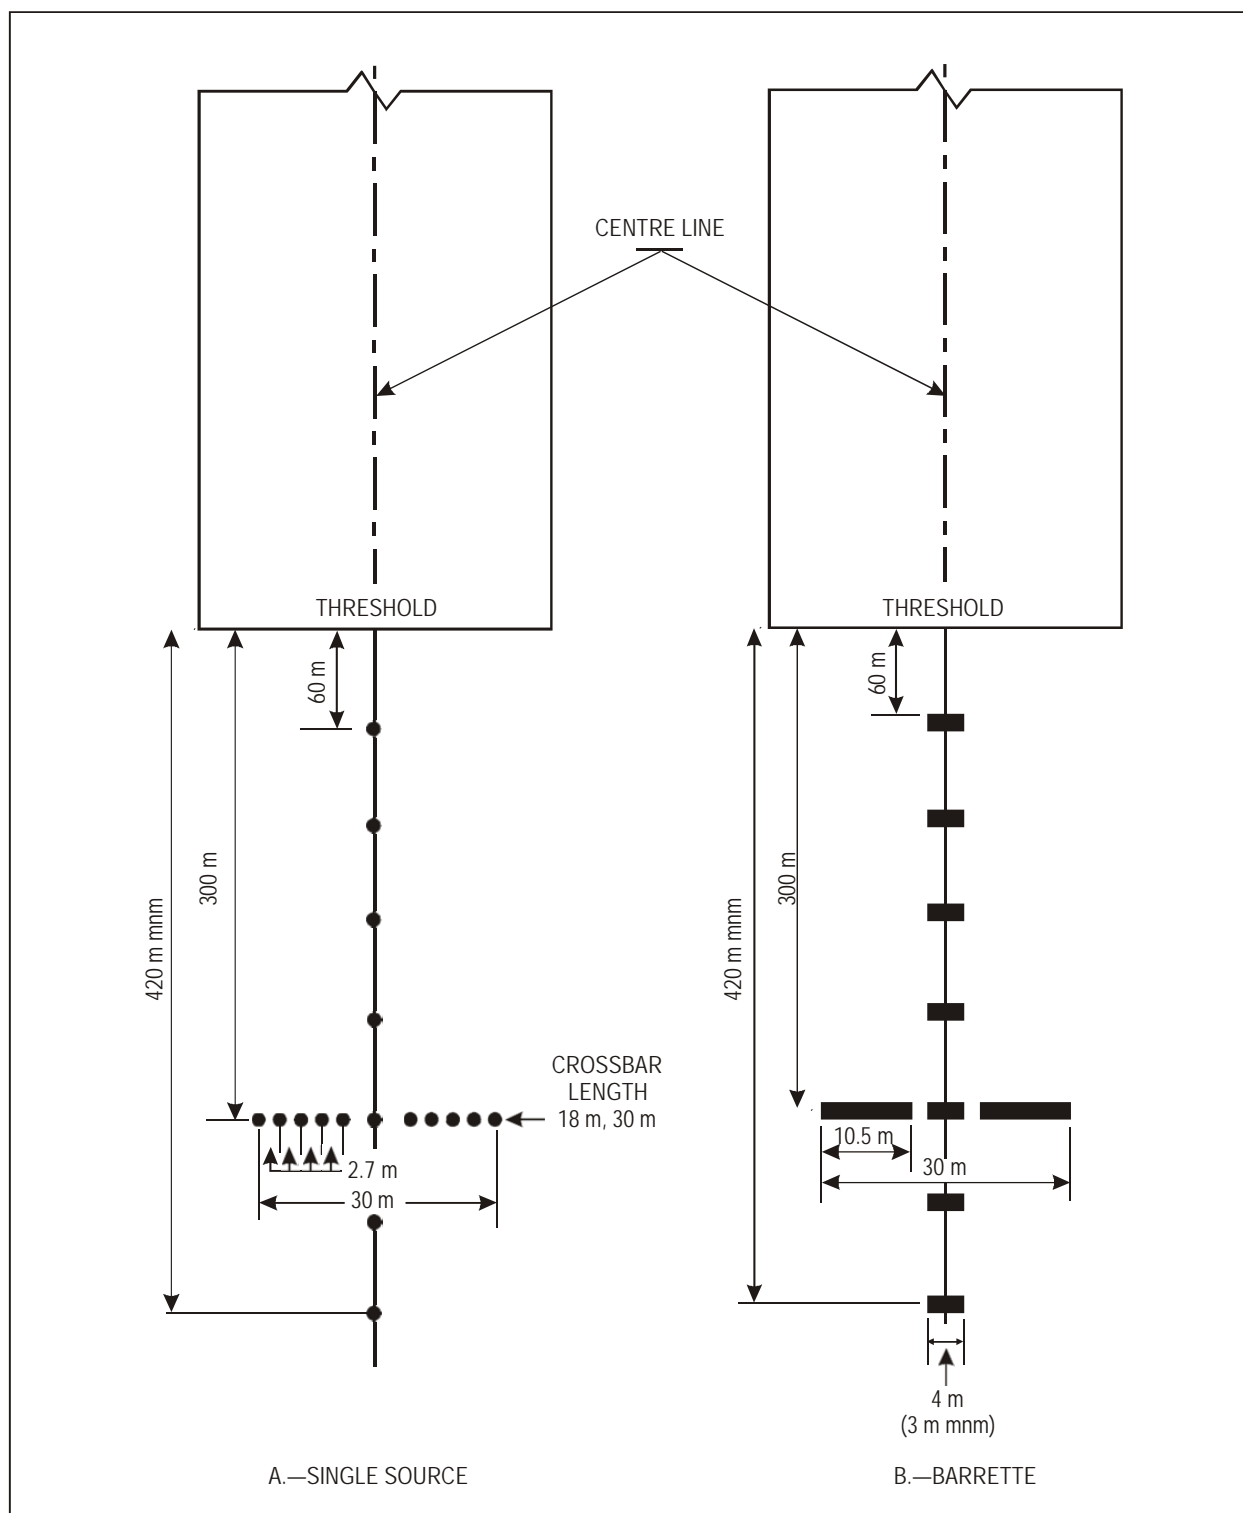 CENTRE LINE
THRESHOLD
THRESHOLD
60 m
60 m
300 m
300 m
420 m mnm
420 m mnm
CROSSBAR
LENGTH
18 m, 30 m
2.7 m
30 m
10.5 m
30 m
4 m
(3 m mnm)
A.—SINGLE SOURCE
B.—BARRETTE